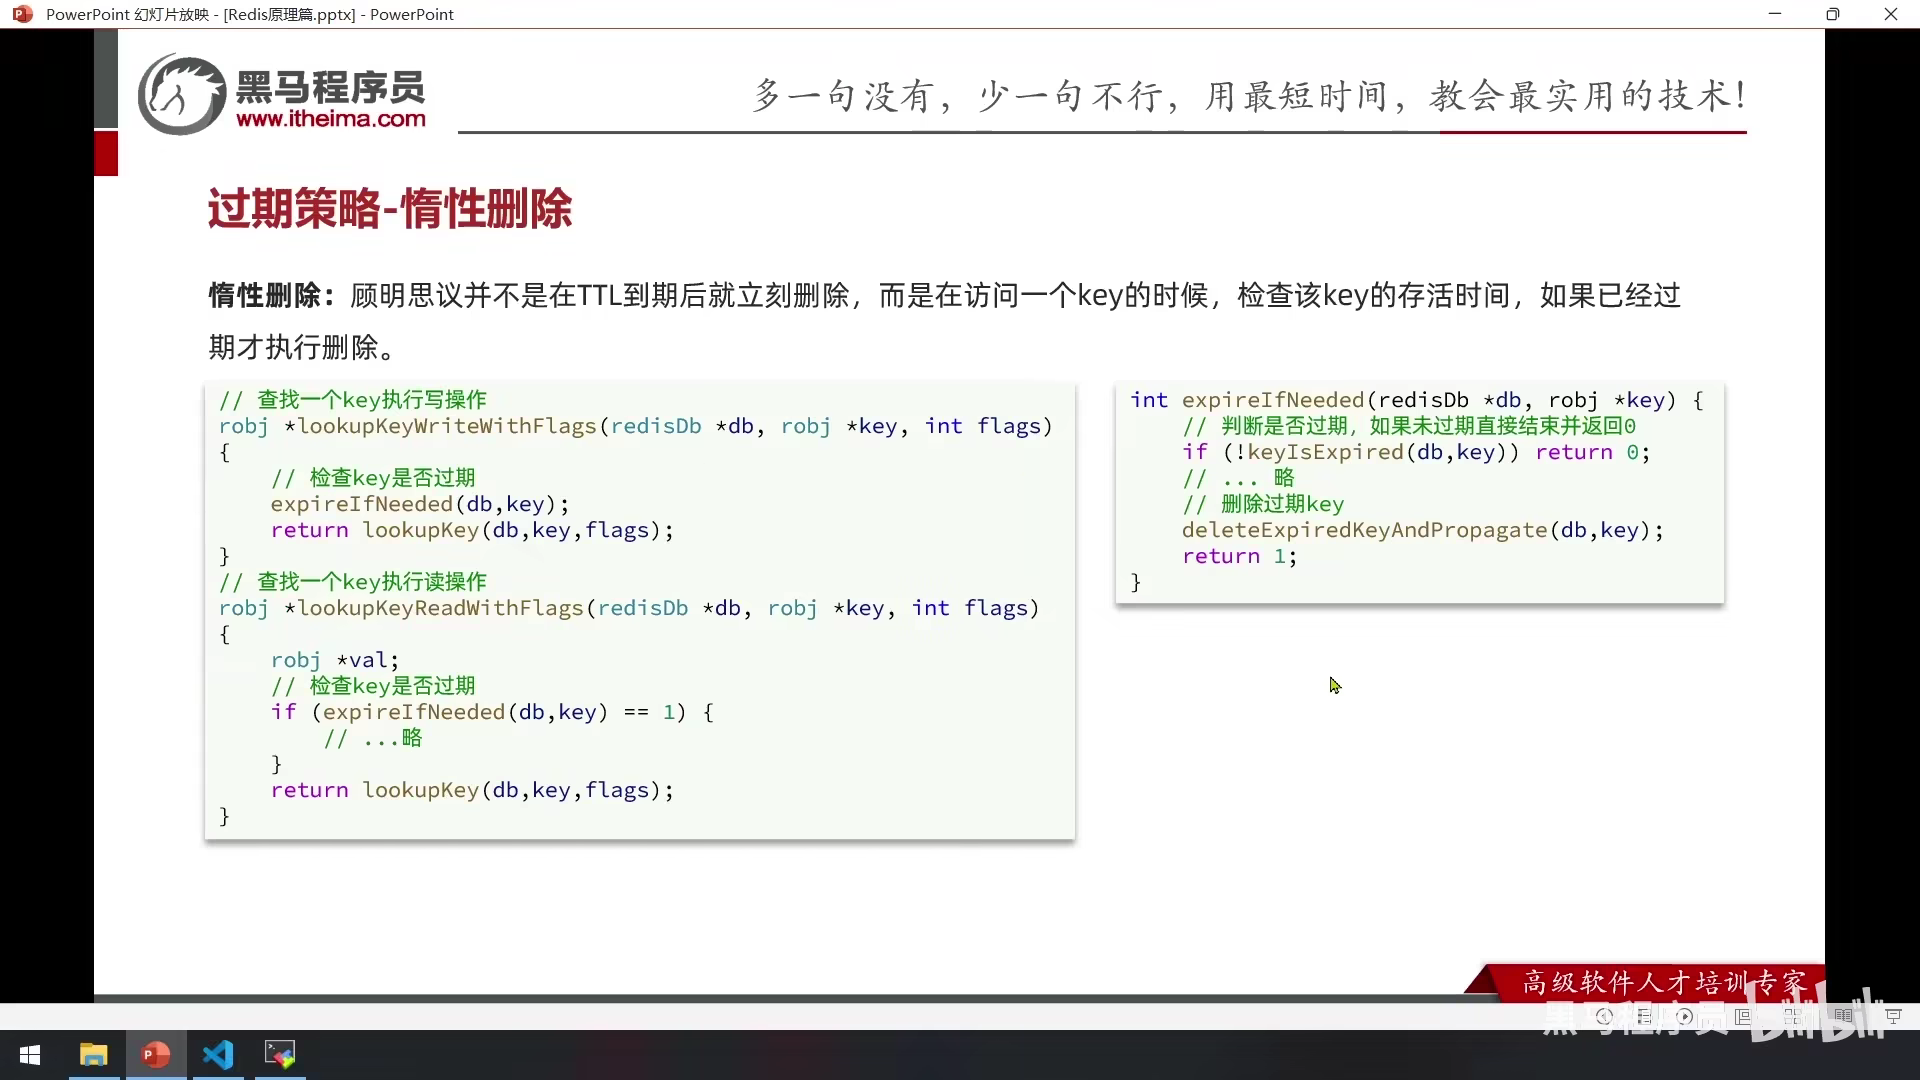 PowerPoint 幻灯片放映 - [Redis原理篇.pptx] - PowerPoint
黑马程序员
www.itheima.com
多一句没有，少一句不行，用最短时间，教会最实用的技术！
过期策略-惰性删除
惰性删除：顾明思议并不是在TTL到期后就立刻删除，而是在访问一个key的时候，检查该key的存活时间，如果已经过
期才执行删除。
// 查找一个key执行写操作
robj *lookupKeyWriteWithFlags(redisDb *db, robj *key, int flags)
{
    // 检查key是否过期
    expireIfNeeded(db,key);
    return lookupKey(db,key,flags);
}
// 查找一个key执行读操作
robj *lookupKeyReadWithFlags(redisDb *db, robj *key, int flags)
{
    robj *val;
    // 检查key是否过期
    if (expireIfNeeded(db,key) == 1) {
        // ...略
    }
    return lookupKey(db,key,flags);
}
int expireIfNeeded(redisDb *db, robj *key) {
    // 判断是否过期，如果未过期直接结束并返回0
    if (!keyIsExpired(db,key)) return 0;
    // ... 略
    // 删除过期key
    deleteExpiredKeyAndPropagate(db,key);
    return 1;
}
高级软件人才培训专家
黑马程序员 bilibili